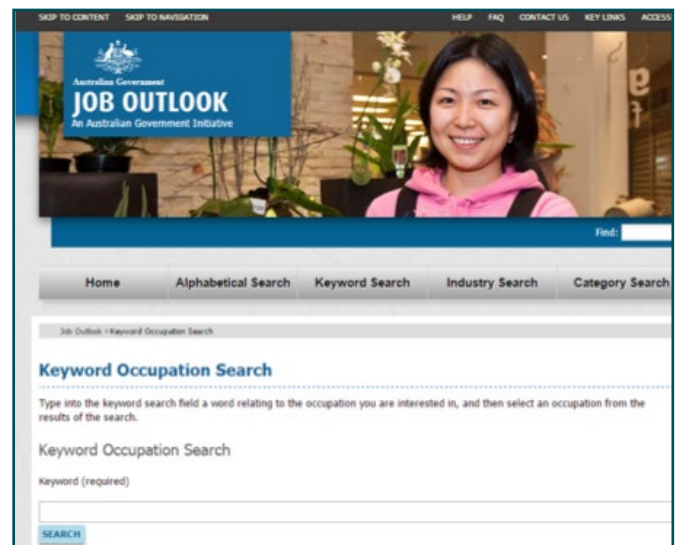 SKIP TO CONTENT SKIP TO NAVIGATION HELP FAQ CONTACT US KEY LINKS ACCESS
Australian Government
JOB OUTLOOK
An Australian Government Initiative
Find:
Home Alphabetical Search Keyword Search Industry Search Category Search
Job Outlook > Keyword Occupation Search
Keyword Occupation Search
Type into the keyword search field a word relating to the occupation you are interested in, and then select an occupation from the
results of the search.
Keyword Occupation Search
Keyword (required)
SEARCH